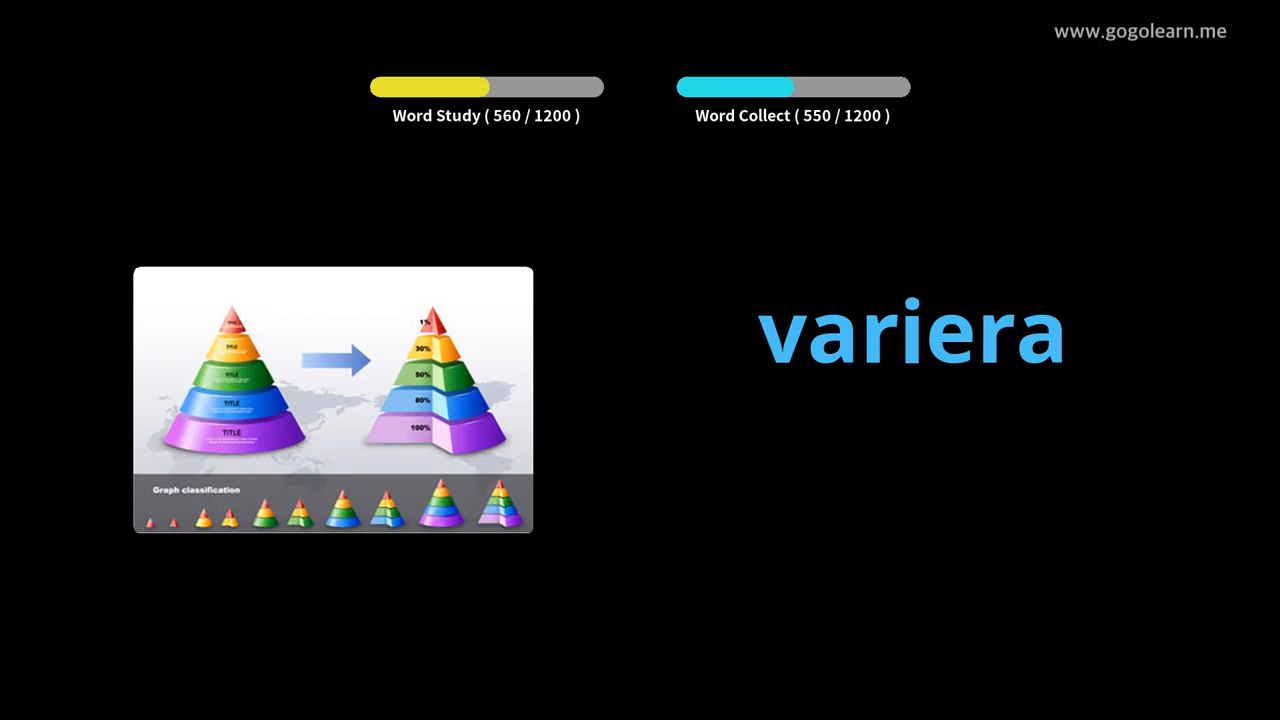 www.gogolearn.me
Word Study ( 560 / 1200 )
Word Collect ( 550 / 1200 )
variera
1%
30%
TITLE
50%
TITLE
80%
TITLE
100%
Graph classification